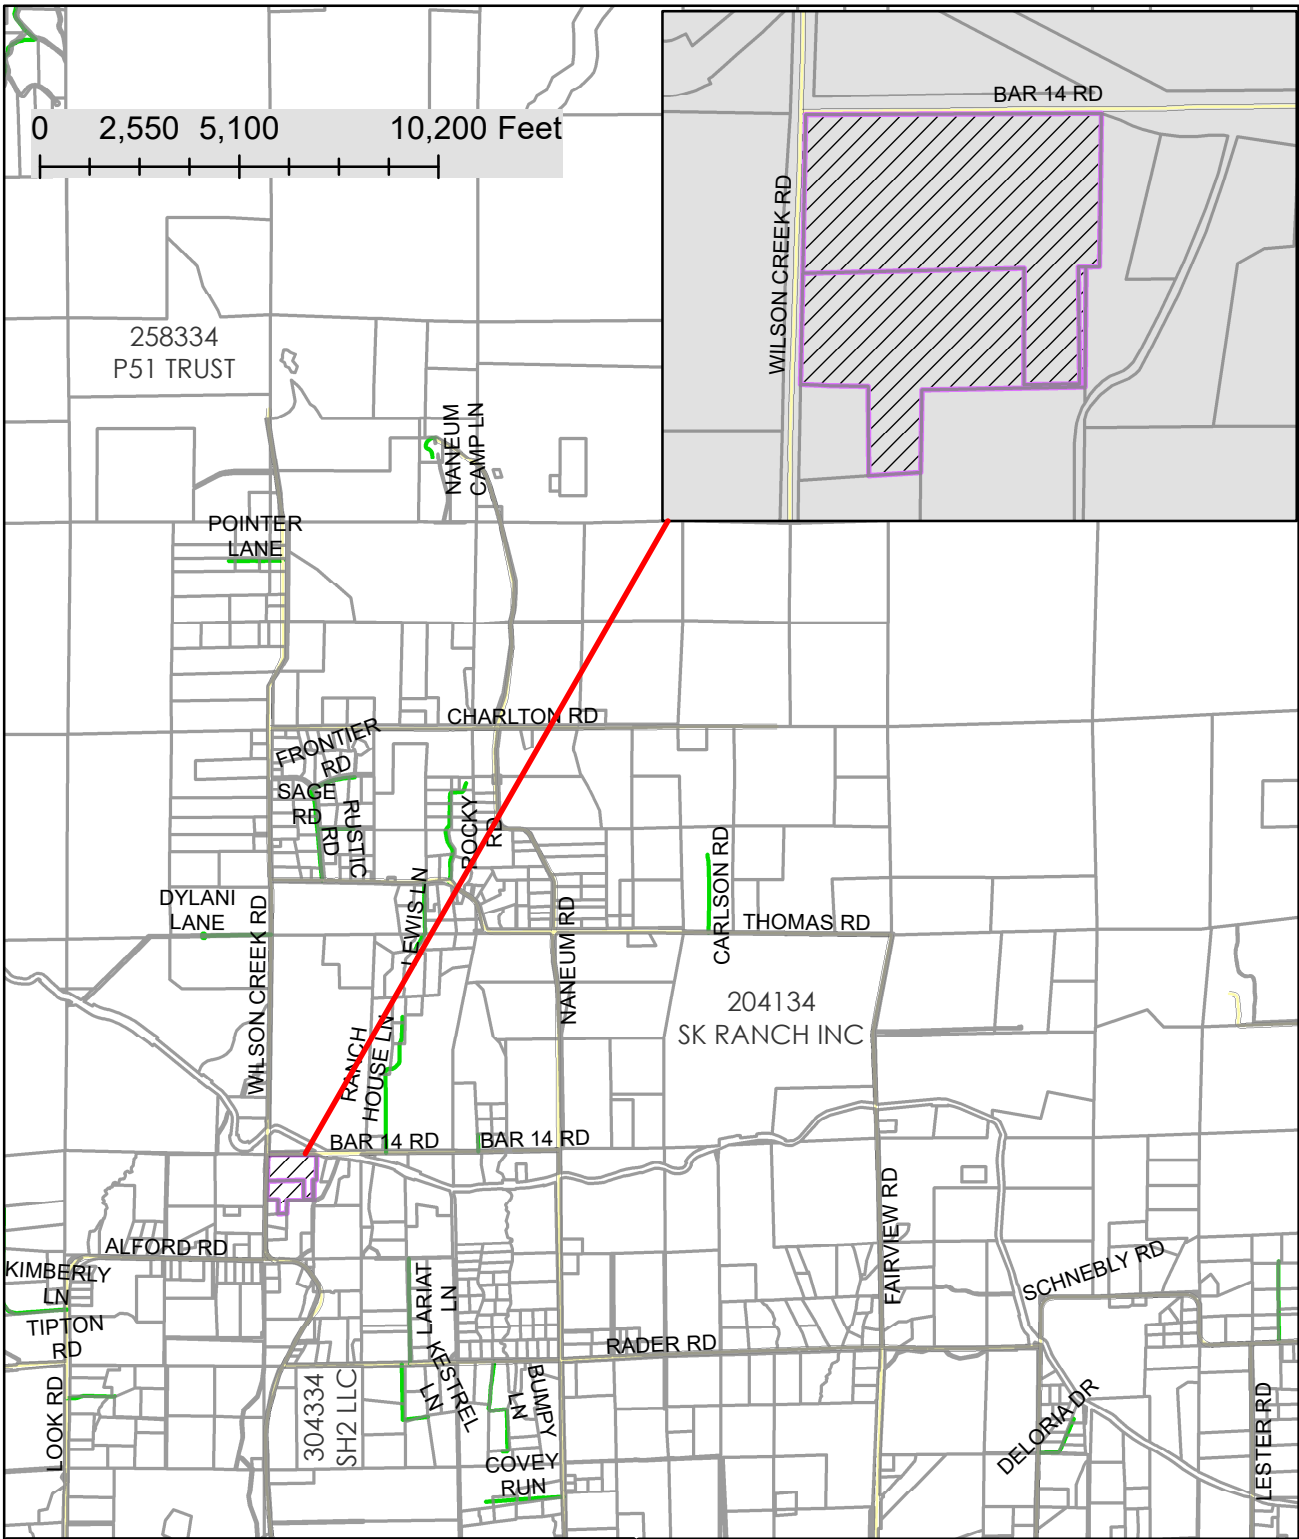 0 2,550 5,100 10,200 Feet
BAR 14 RD
WILSON CREEK RD
258334
P51 TRUST
NANEUM
CAMP LN
POINTER
LANE
CHARLTON RD
FRONTIER
RD
SAGE
RD
RUSTIC
RD
ROCKY
RD
DYLANI
LANE
LEWIS LN
WILSON CREEK RD
NANEUM RD
CARLSON RD
THOMAS RD
204134
SK RANCH INC
RANCH
HOUSE LN
BAR 14 RD
BAR 14 RD
FAIRVIEW RD
ALFORD RD
KIMBERLY
LN
TIPTON
RD
LARIAT
LN
SCHNEBLY RD
RADER RD
LOOK RD
304334
SH2 LLC
KESTREL
LN
BUMPY
LN
COVEY
RUN
DELORIA DR
LESTER RD